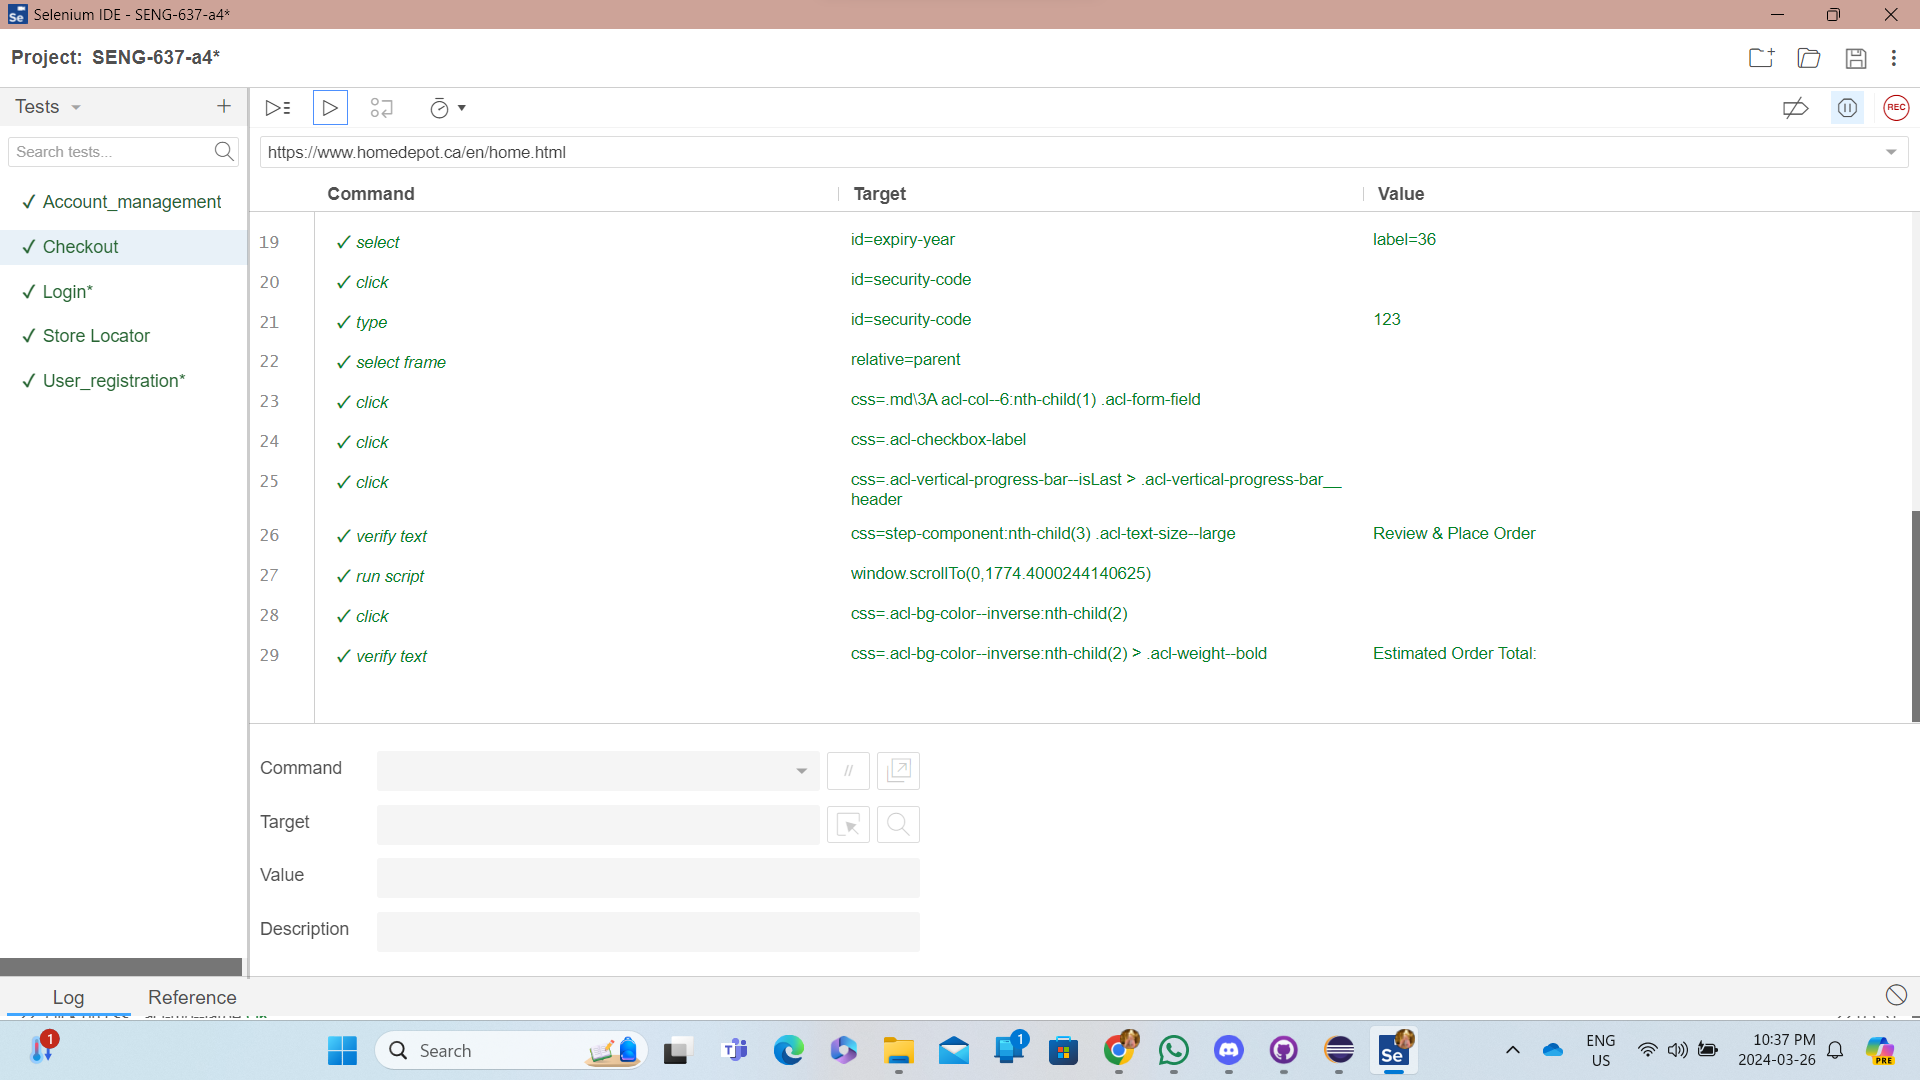 Selenium IDE - SENG-637-a4*
Project: SENG-637-a4*
Tests
Search tests...
✓ Account_management
✓ Checkout
✓ Login*
✓ Store Locator
✓ User_registration*
REC
https://www.homedepot.ca/en/home.html
Command Target Value
19 ✓ select id=expiry-year label=36
20 ✓ click id=security-code
21 ✓ type id=security-code 123
22 ✓ select frame relative=parent
23 ✓ click css=.md\3A acl-col--6:nth-child(1) .acl-form-field
24 ✓ click css=.acl-checkbox-label
25 ✓ click css=.acl-vertical-progress-bar--isLast > .acl-vertical-progress-bar__
header
26 ✓ verify text css=step-component:nth-child(3) .acl-text-size--large Review & Place Order
27 ✓ run script window.scrollTo(0,1774.4000244140625)
28 ✓ click css=.acl-bg-color--inverse:nth-child(2)
29 ✓ verify text css=.acl-bg-color--inverse:nth-child(2) > .acl-weight--bold Estimated Order Total:
Command //
Target
Value
Description
Log Reference
1
Search
1
Se
ENG
US
10:37 PM
2024-03-26
PRE